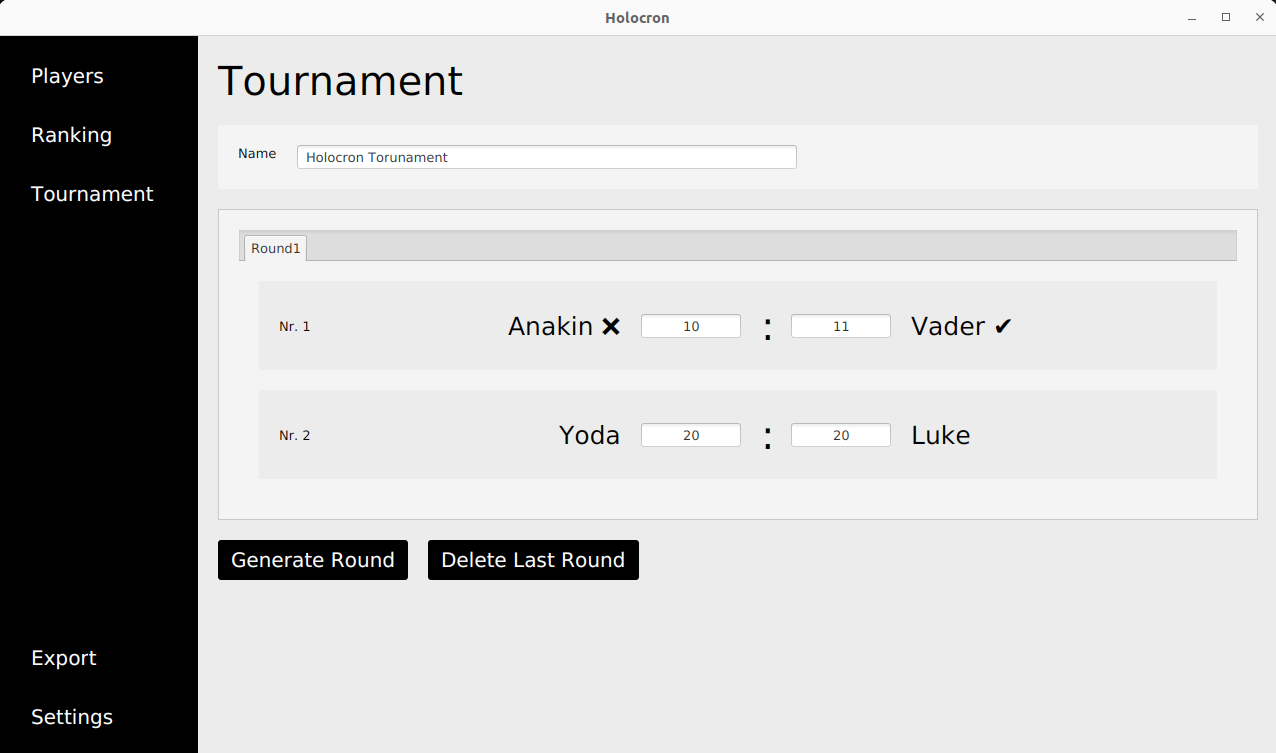 Holocron
Players
Ranking
Tournament
Export
Settings
Tournament
Name Holocron Torunament
Round1
Nr. 1 Anakin ✖ 10 : 11 Vader ✔
Nr. 2 Yoda 20 : 20 Luke
Generate Round Delete Last Round